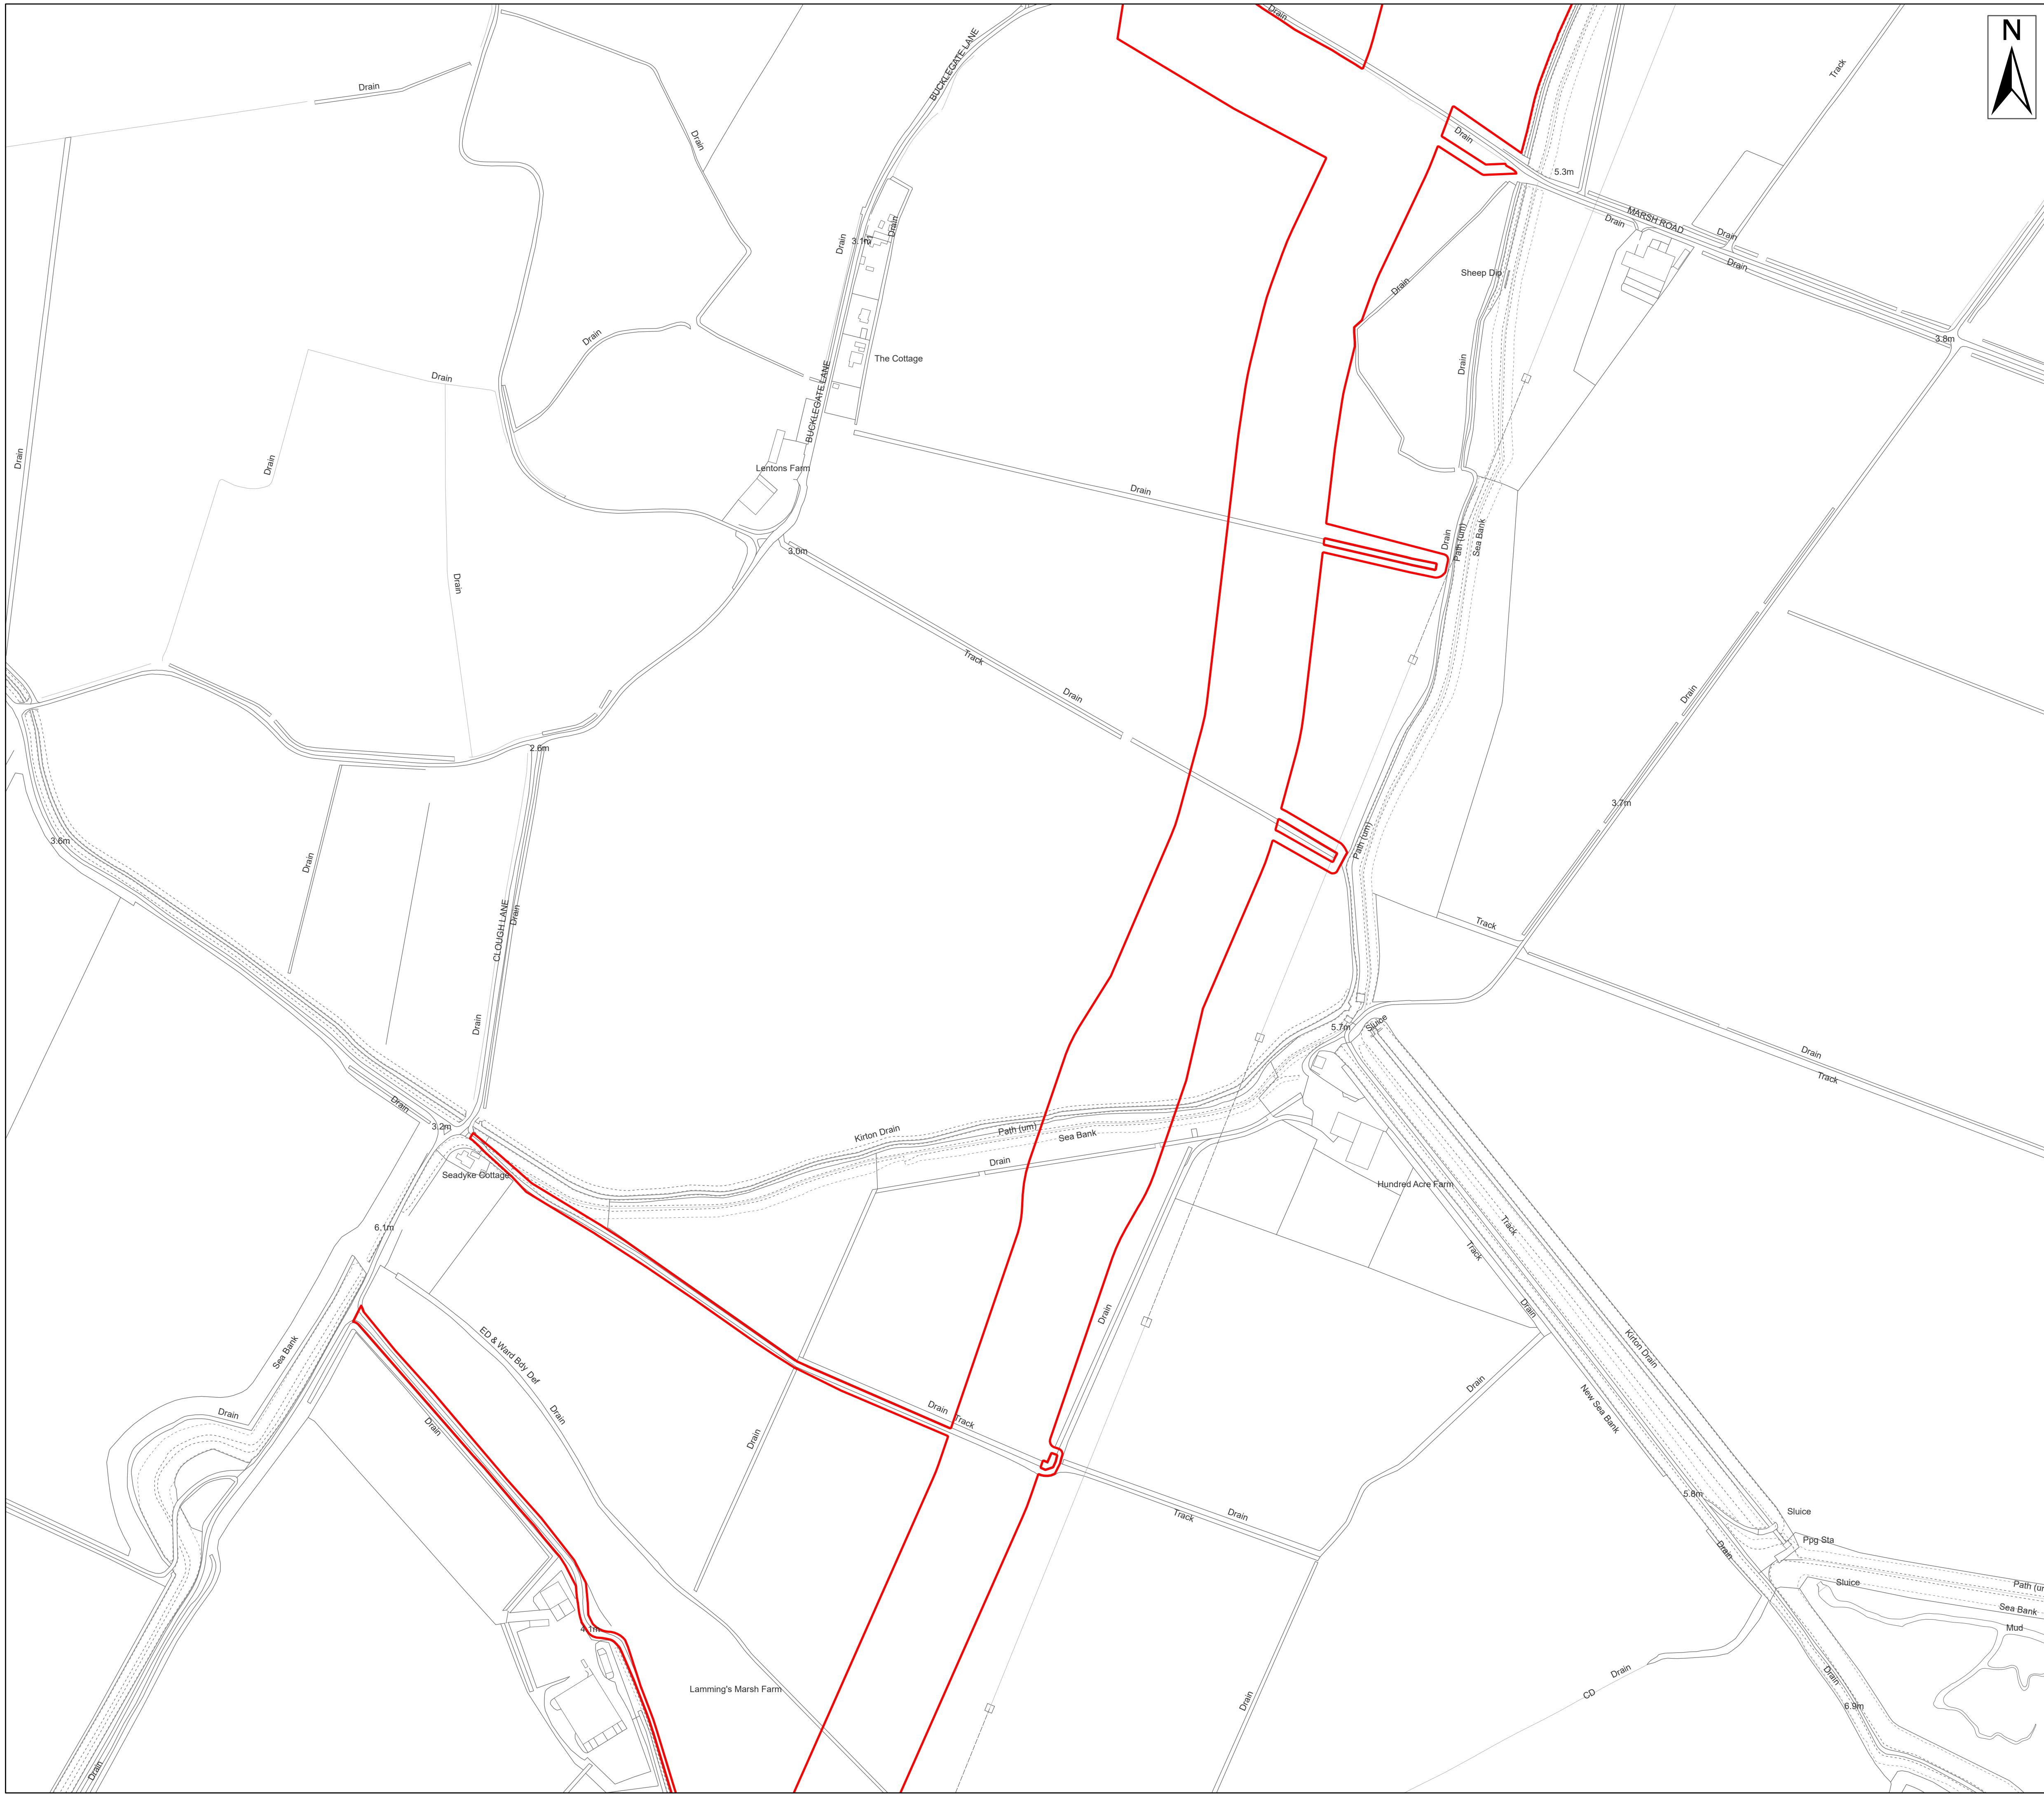 Drain
N
BUCKLEGATE LANE
Track
Drain
Drain
Drain
5.3m
MARSH ROAD
Drain
Drain
Drain
Drain
Drain
3.1m
Sheep Dip
Drain
Drain
3.8m
The Cottage
Drain
Drain
BUCKLEGATE LANE
Drain
Drain
Lentons Farm
Drain
Drain
Path (um)
Sea Bank
3.0m
Drain
Track
Drain
Drain
2.6m
3.7m
3.6m
Path (um)
Drain
CLOUGH LANE
Drain
Track
Drain
5.7m
Sluice
Drain
Track
Drain
3.2m
Kirton Drain
Path (um)
Sea Bank
Drain
Seadyke Cottage
Hundred Acre Farm
6.1m
Track
Track
Drain
Drain
Sea Bank
ED & Ward Bdy Def
Kirton Drain
Drain
New Sea Bank
Drain
Drain
Drain
Drain
Track
Drain
5.8m
Track
Drain
Sluice
Ppg Sta
Drain
Sluice
Path (um
Sea Bank
Mud
4.1m
Drain
Drain
CD
Lamming's Marsh Farm
Drain
6.9m
Drain